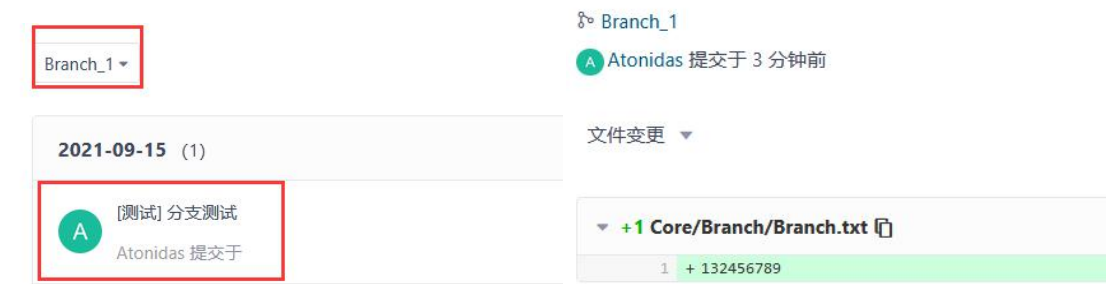 Branch_1
2021-09-15 (1)
A
[测试] 分支测试
Atonidas 提交于
Branch_1
A Atonidas 提交于 3 分钟前
文件变更
+1 Core/Branch/Branch.txt
1 + 132456789